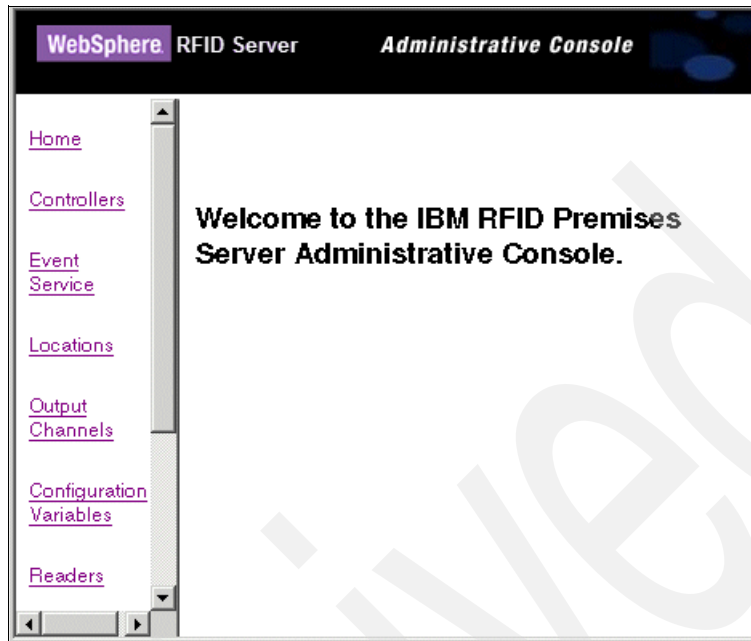 WebSphere. RFID Server Administrative Console
Home
Controllers
Event
Service
Locations
Output
Channels
Configuration
Variables
Readers
Welcome to the IBM RFID Premises
Server Administrative Console.